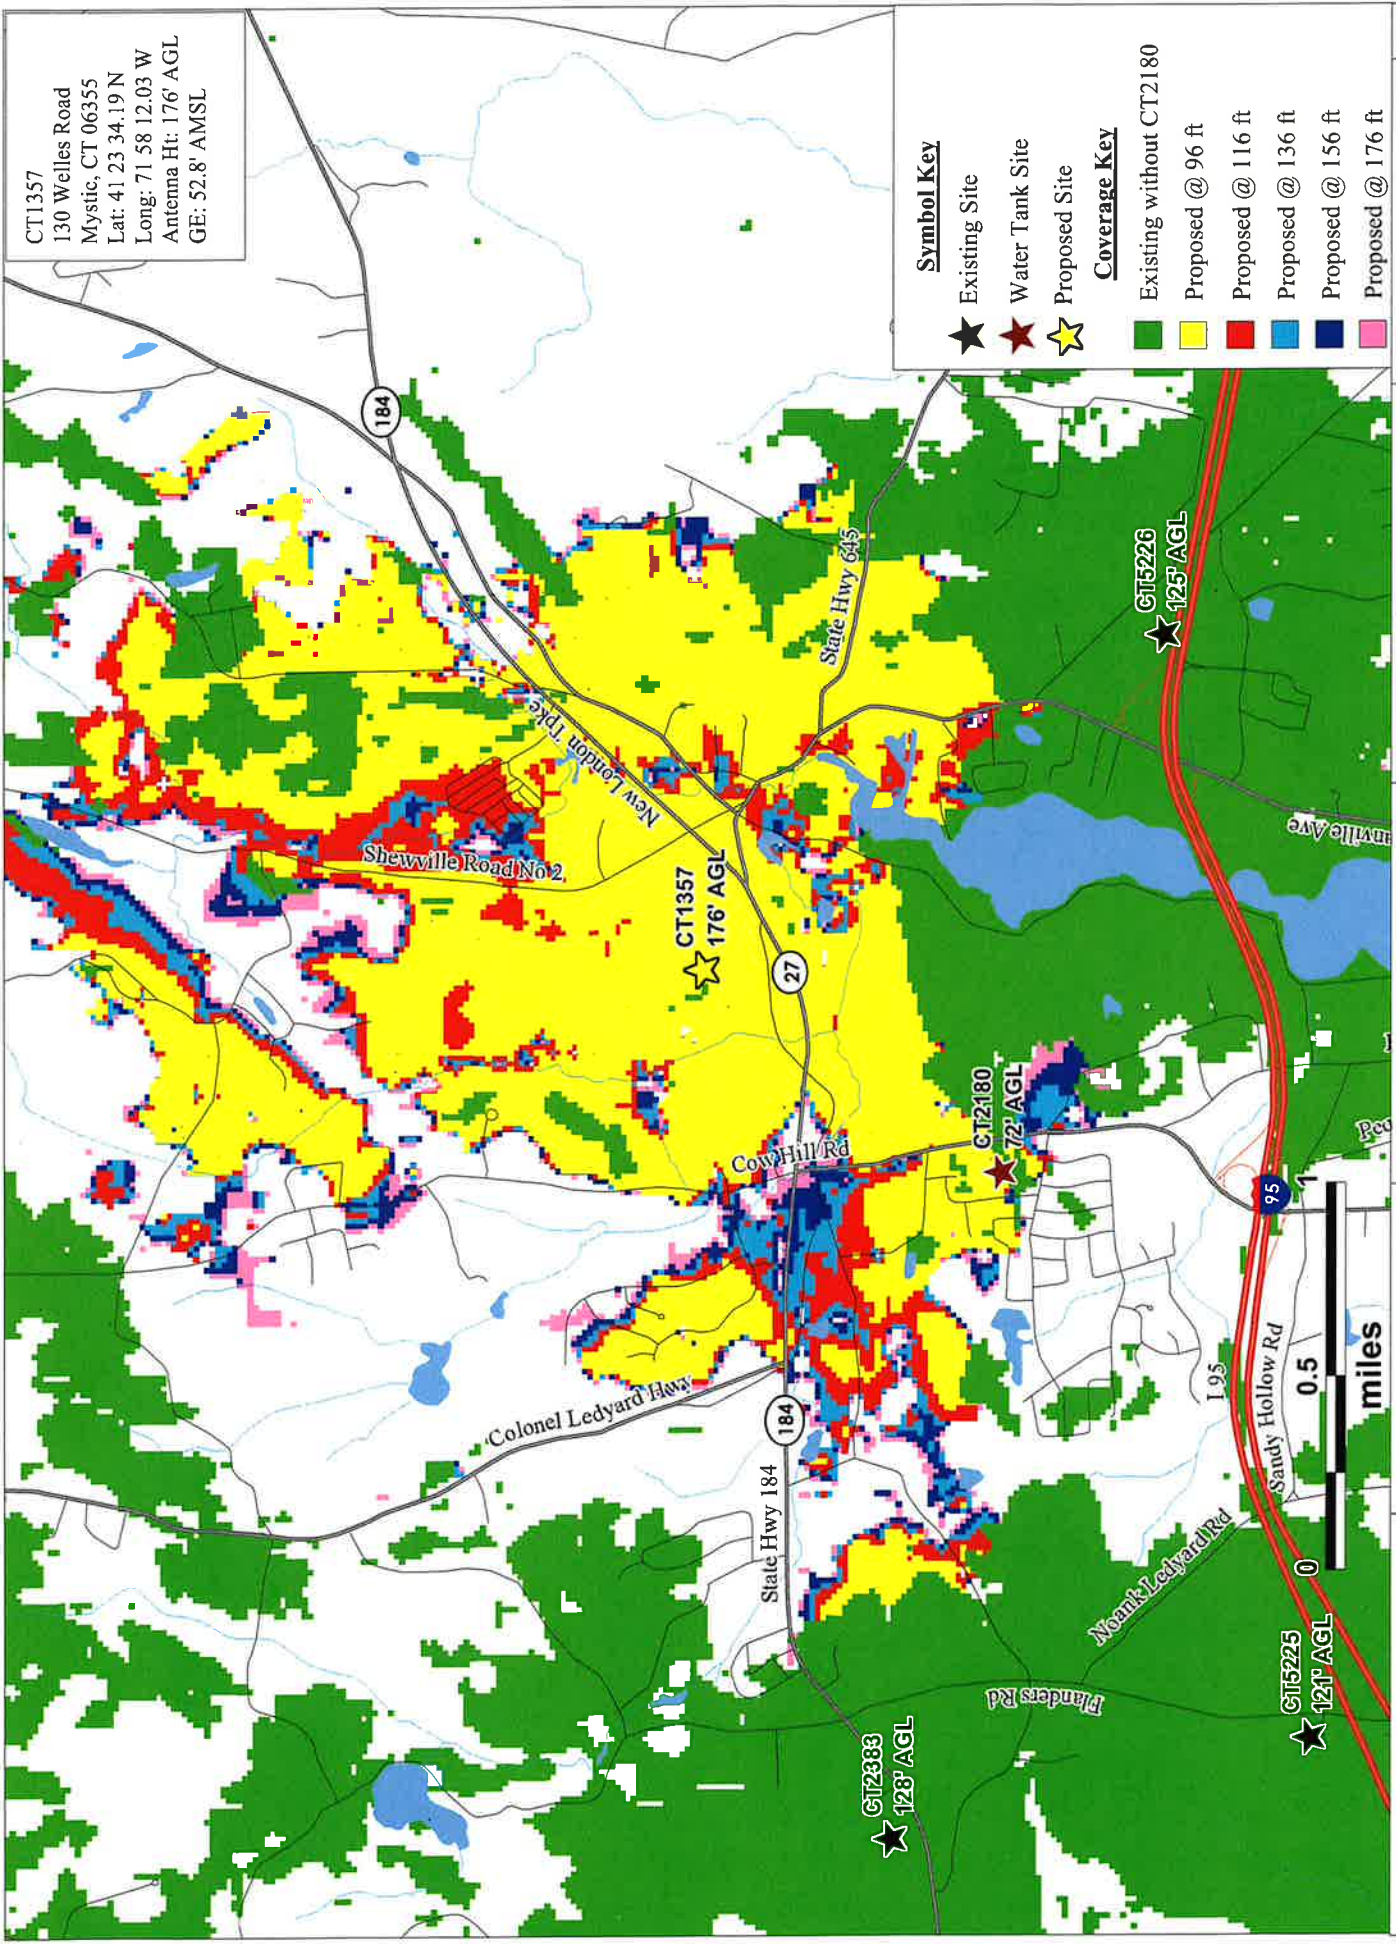 CT1357
130 Welles Road
Mystic, CT 06355
Lat: 41 23 34.19 N
Long: 71 58 12.03 W
Antenna Ht: 176' AGL
GE: 52.8' AMSL
184
New London Tpke
Shewville Road No 2
State Hwy 645
CT1357
176' AGL
27
Cow Hill Rd
CT2180
72' AGL
CT5226
125' AGL
Colonel Ledyard Hwy
184
State Hwy 184
I 95
95
Sandy Hollow Rd
Noank Ledyard Rd
Flanders Rd
CT2383
128' AGL
CT5225
121' AGL
nville Ave
Peq
0
0.5
1
miles
Symbol Key
Existing Site
Water Tank Site
Proposed Site
Coverage Key
Existing without CT2180
Proposed @ 96 ft
Proposed @ 116 ft
Proposed @ 136 ft
Proposed @ 156 ft
Proposed @ 176 ft